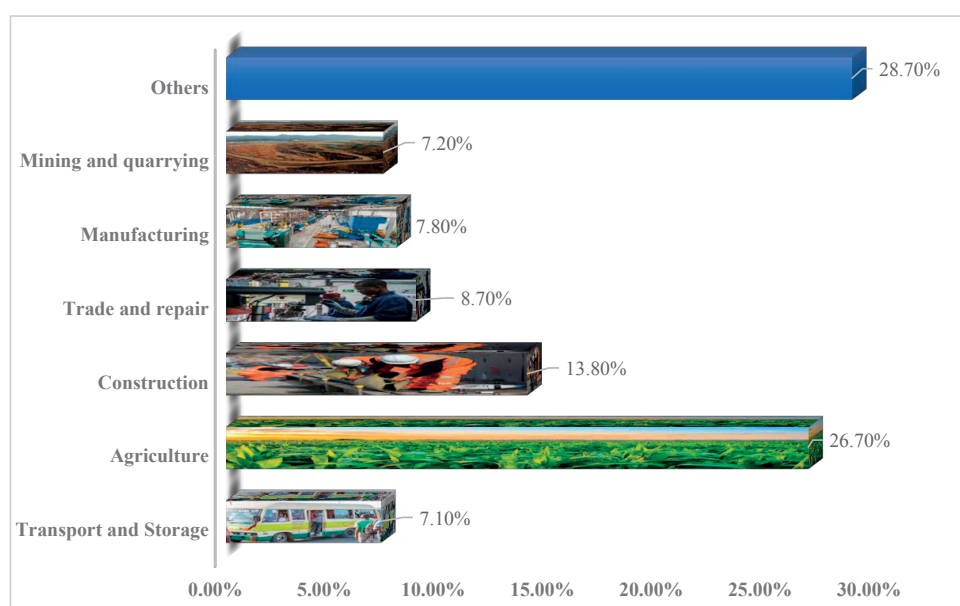 Others
28.70%
Mining and quarrying
7.20%
Manufacturing
7.80%
Trade and repair
8.70%
Construction
13.80%
Agriculture
26.70%
Transport and Storage
7.10%
0.00% 5.00% 10.00% 15.00% 20.00% 25.00% 30.00%